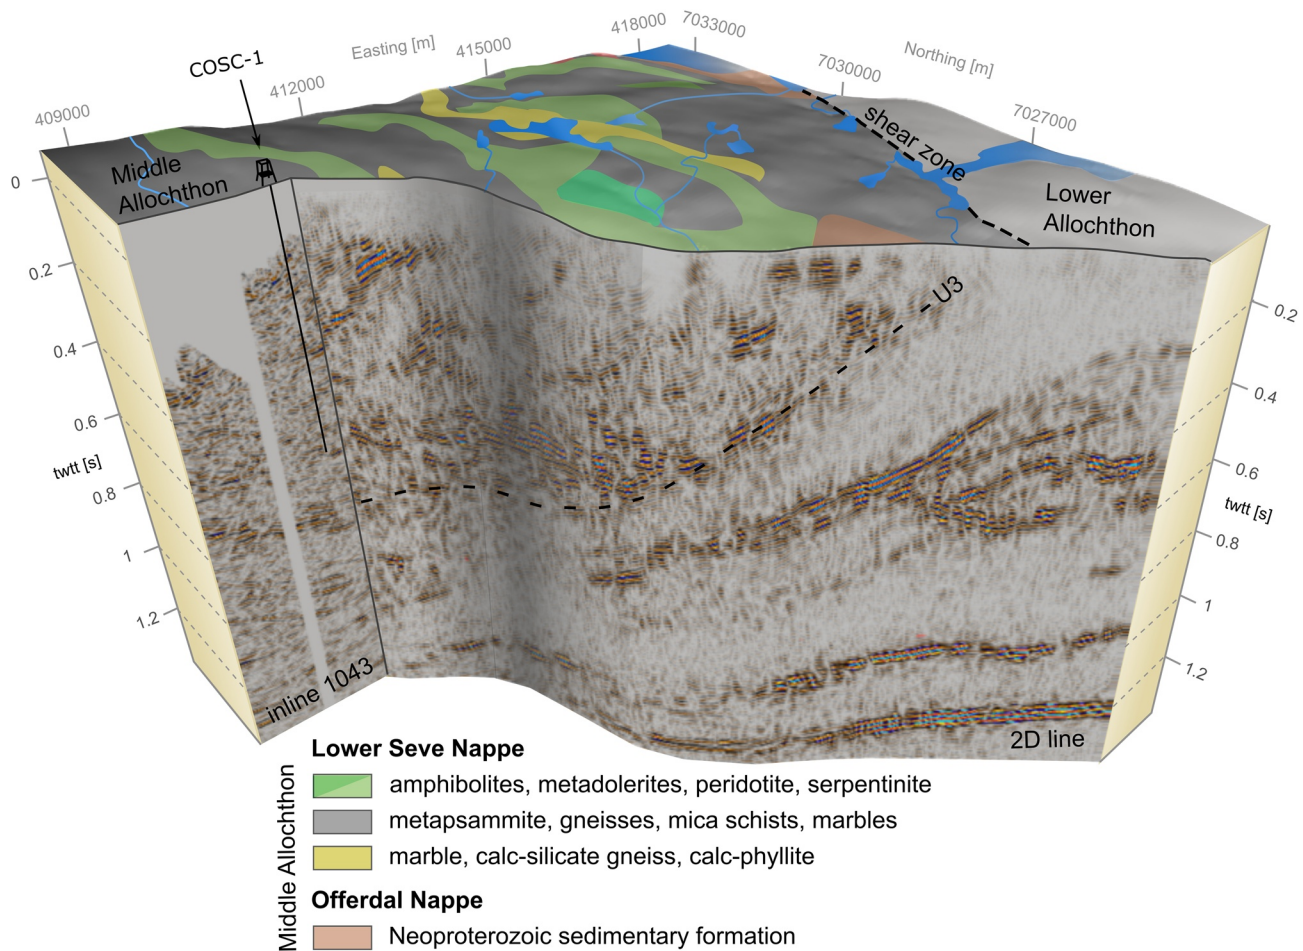 COSC-1
Easting [m]
409000
412000
415000
418000
7033000
7030000
7027000
Northing [m]
shear zone
Middle
Allochthon
Lower
Allochthon
U3
0
0.2
0.4
0.6
twtt [s]
0.8
1
1.2
0.2
0.4
0.6
twtt [s]
0.8
1
1.2
inline 1043
2D line
Middle Allochthon
Lower Seve Nappe
amphibolites, metadolerites, peridotite, serpentinite
metapsammite, gneisses, mica schists, marbles
marble, calc-silicate gneiss, calc-phyllite
Offerdal Nappe
Neoproterozoic sedimentary formation